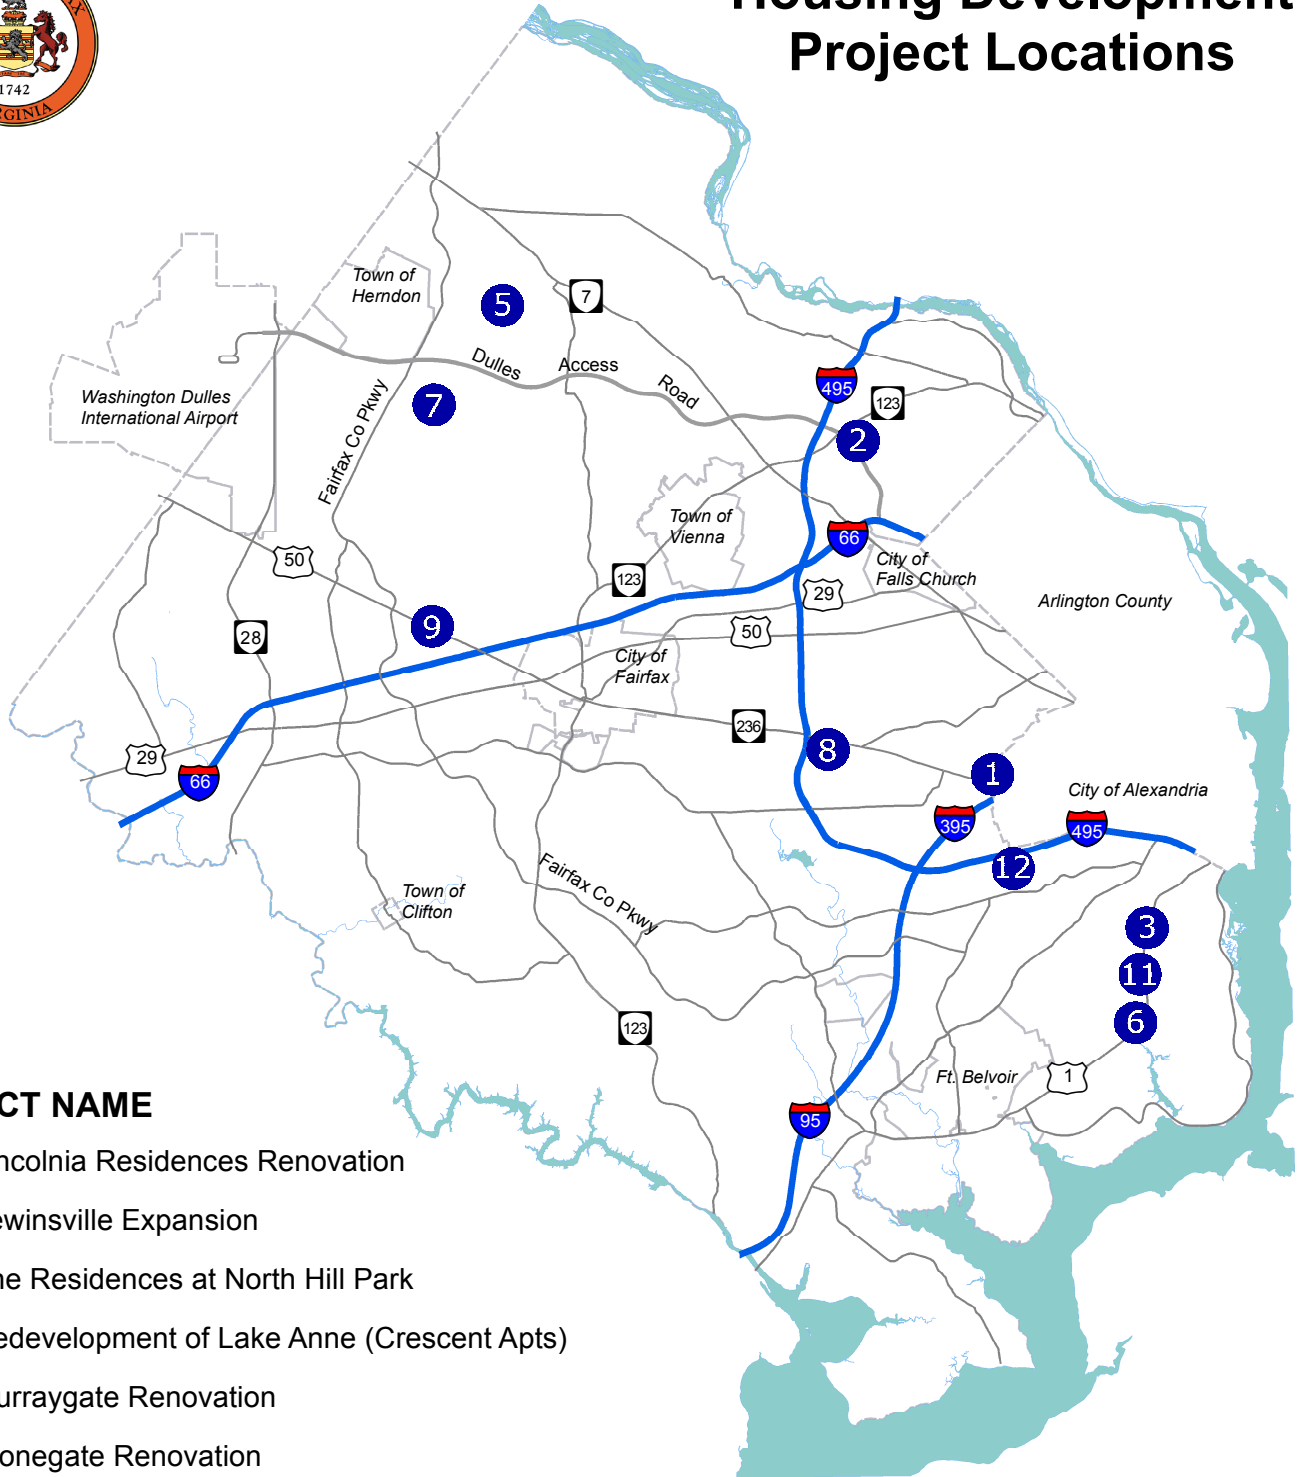 Project Locations
1742
Town of
Herndon
5
7
Dulles
Access
Road
495
123
Washington Dulles
International Airport
7
Fairfax Co Pkwy
2
Town of
Vienna
66
50
123
City of
Falls Church
29
Arlington County
9
28
50
City of
Fairfax
236
8
29
66
1
City of Alexandria
395
495
12
Fairfax Co Pkwy
Town of
Clifton
3
11
6
123
Ft. Belvoir
1
95
CT NAME
ncolnia Residences Renovation
ewinsville Expansion
ne Residences at North Hill Park
edevelopment of Lake Anne (Crescent Apts)
urraygate Renovation
onegate Renovation